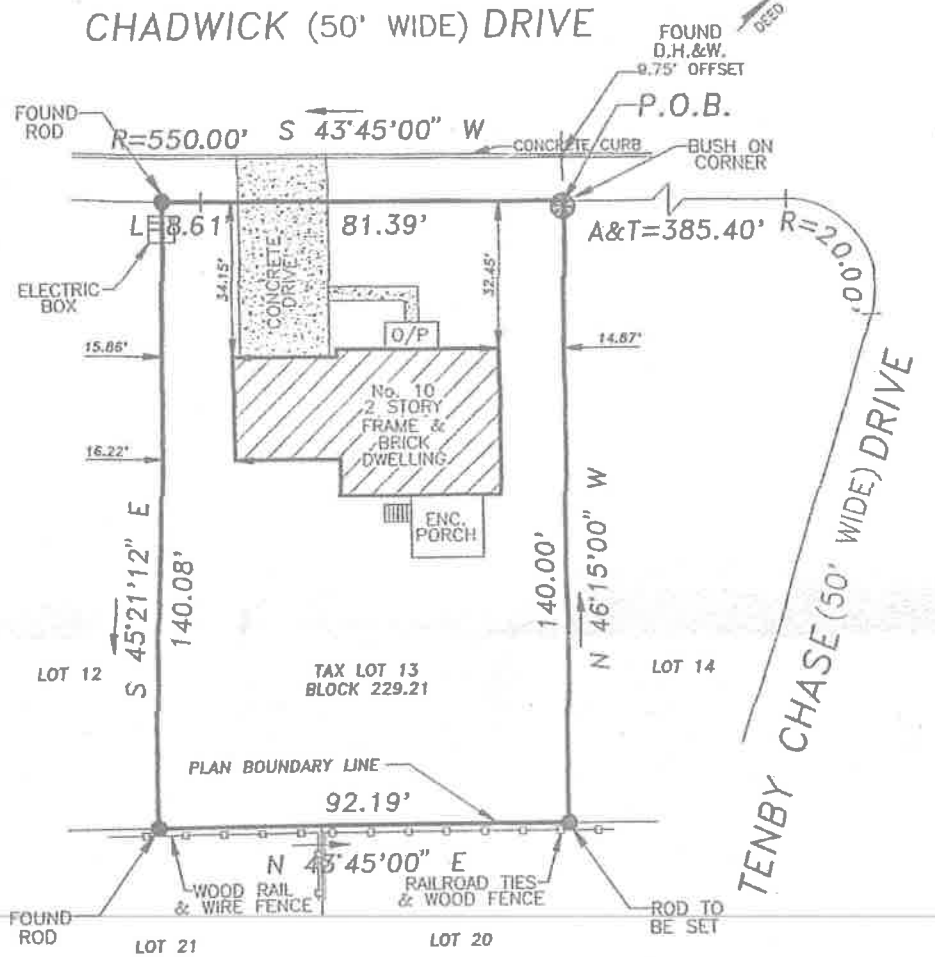 CHADWICK (50' WIDE) DRIVE
DEED
FOUND
D.H.&W.
9.75' OFFSET
P.O.B.
FOUND
ROD
R=550.00'
S 43°45'00" W
CONCRETE CURB
BUSH ON
CORNER
L 8.61'
81.39'
A&T=385.40'
R=20.00'
ELECTRIC
BOX
34.15'
CONCRETE
DRIVE
32.45'
O/P
15.86'
14.87'
No. 10
2 STORY
FRAME &
BRICK
DWELLING
16.22'
ENC.
PORCH
S 45°21'12" E
140.08'
140.00'
N 46°15'00" W
LOT 12
TAX LOT 13
BLOCK 229.21
LOT 14
TENBY CHASE (50' WIDE) DRIVE
PLAN BOUNDARY LINE
92.19'
N 43°45'00" E
WOOD RAIL
& WIRE FENCE
RAILROAD TIES
& WOOD FENCE
FOUND
ROD
ROD TO
BE SET
LOT 21
LOT 20